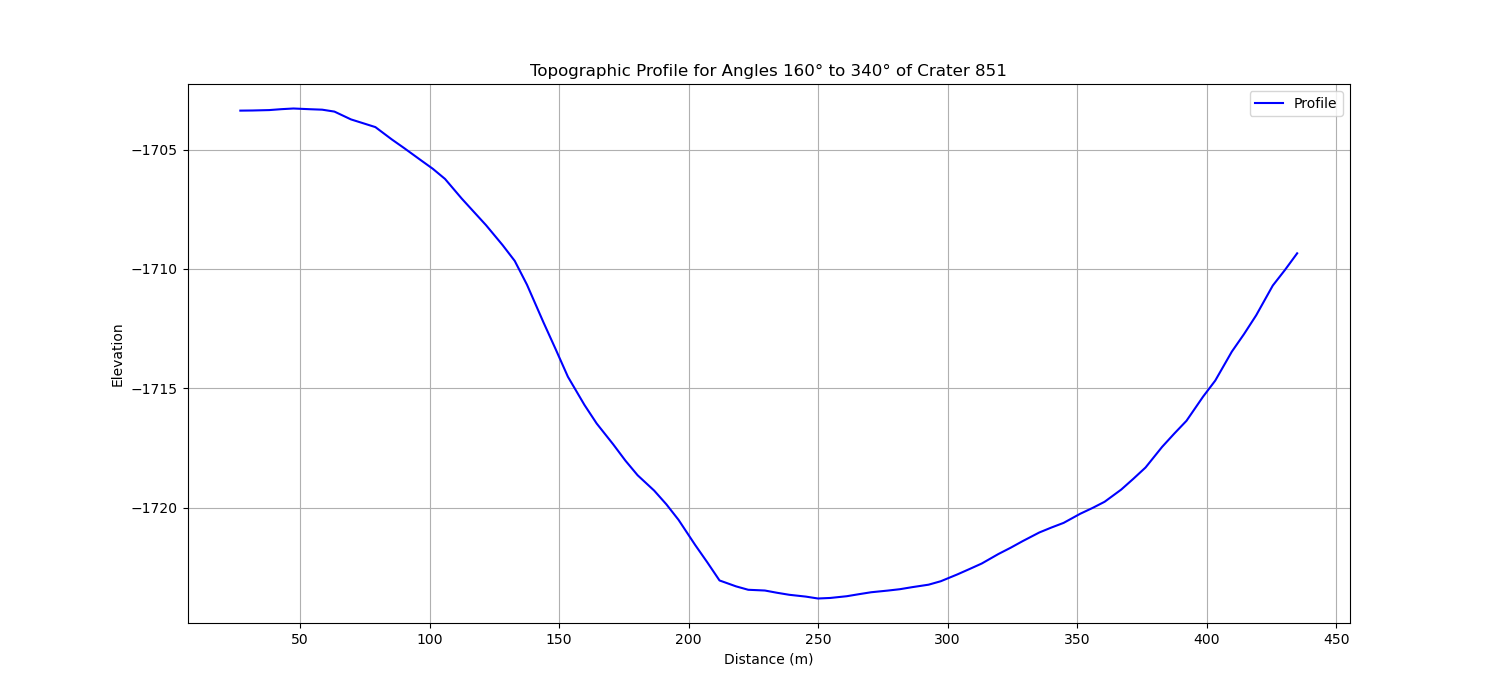 Topographic Profile for Angles 160° to 340° of Crater 851
Profile
−1705
−1710
−1715
−1720
Elevation
50 100 150 200 250 300 350 400 450
Distance (m)